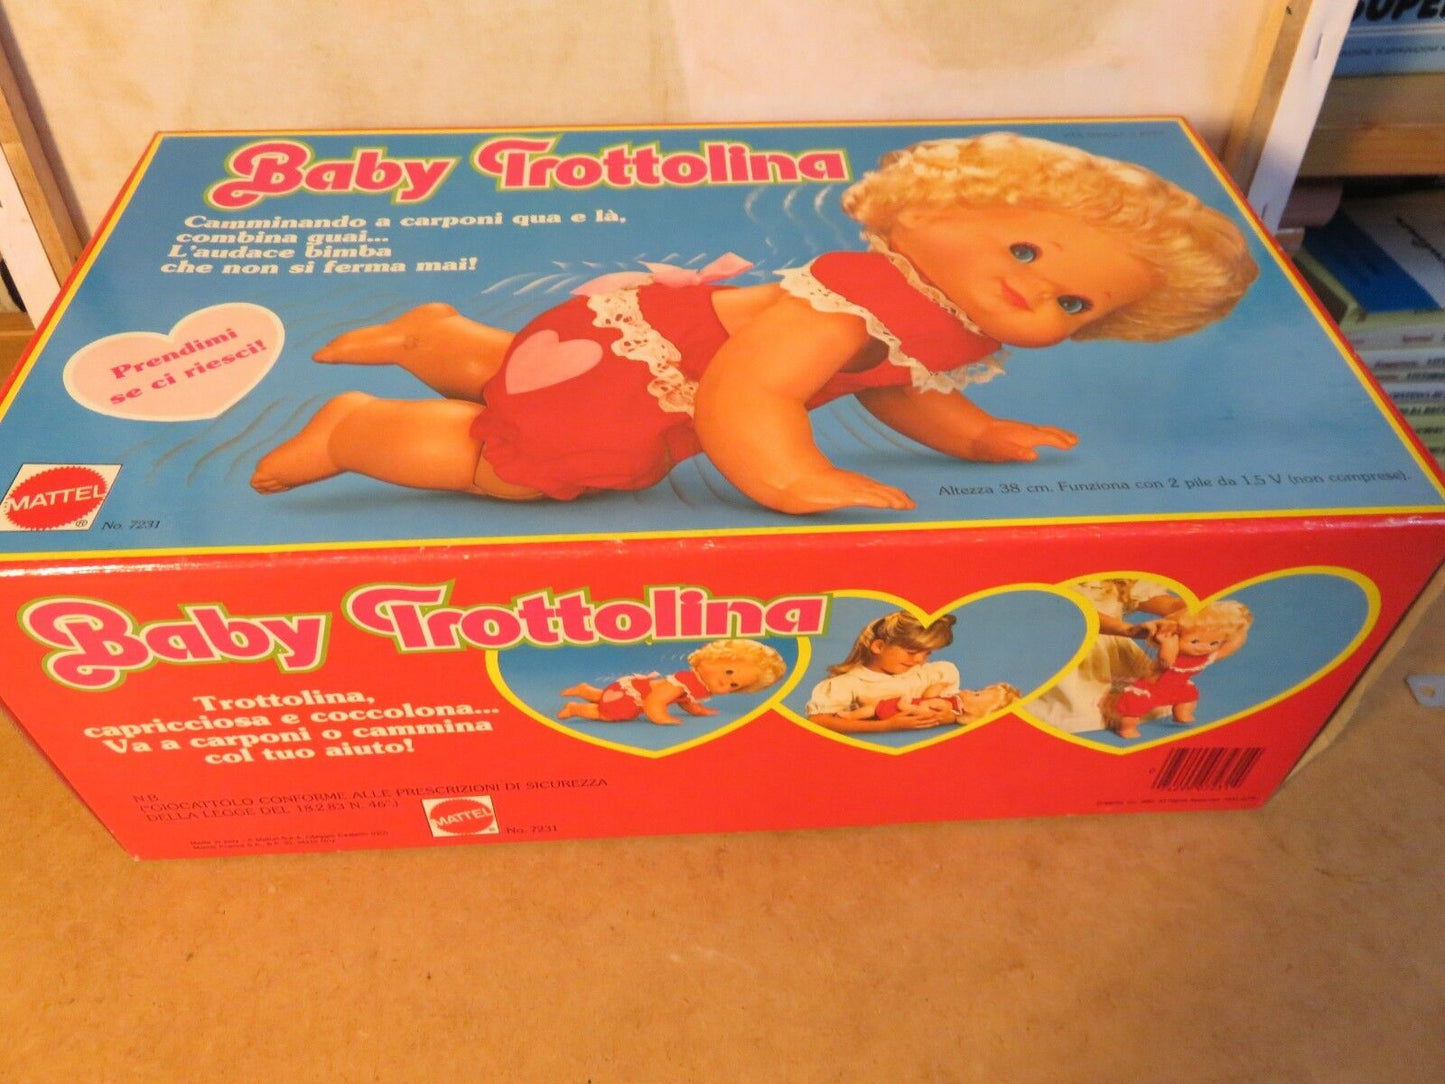 Baby Trottolina
Camminando a carponi qua e là,
combina guai...
L'audace bimba
che non si ferma mai!
Prendimi
se ci riesci!
MATTEL
®
No. 7231
Altezza 38 cm. Funziona con 2 pile da 1.5 V (non comprese).
Baby Trottolina
Trottolina,
capricciosa e coccolona...
Va a carponi o cammina
col tuo aiuto!
N.B.
("GIOCATTOLO CONFORME ALLE PRESCRIZIONI DI SICUREZZA
DELLA LEGGE DEL 18.2.83 N. 46")
MATTEL
®
No. 7231
SUPE